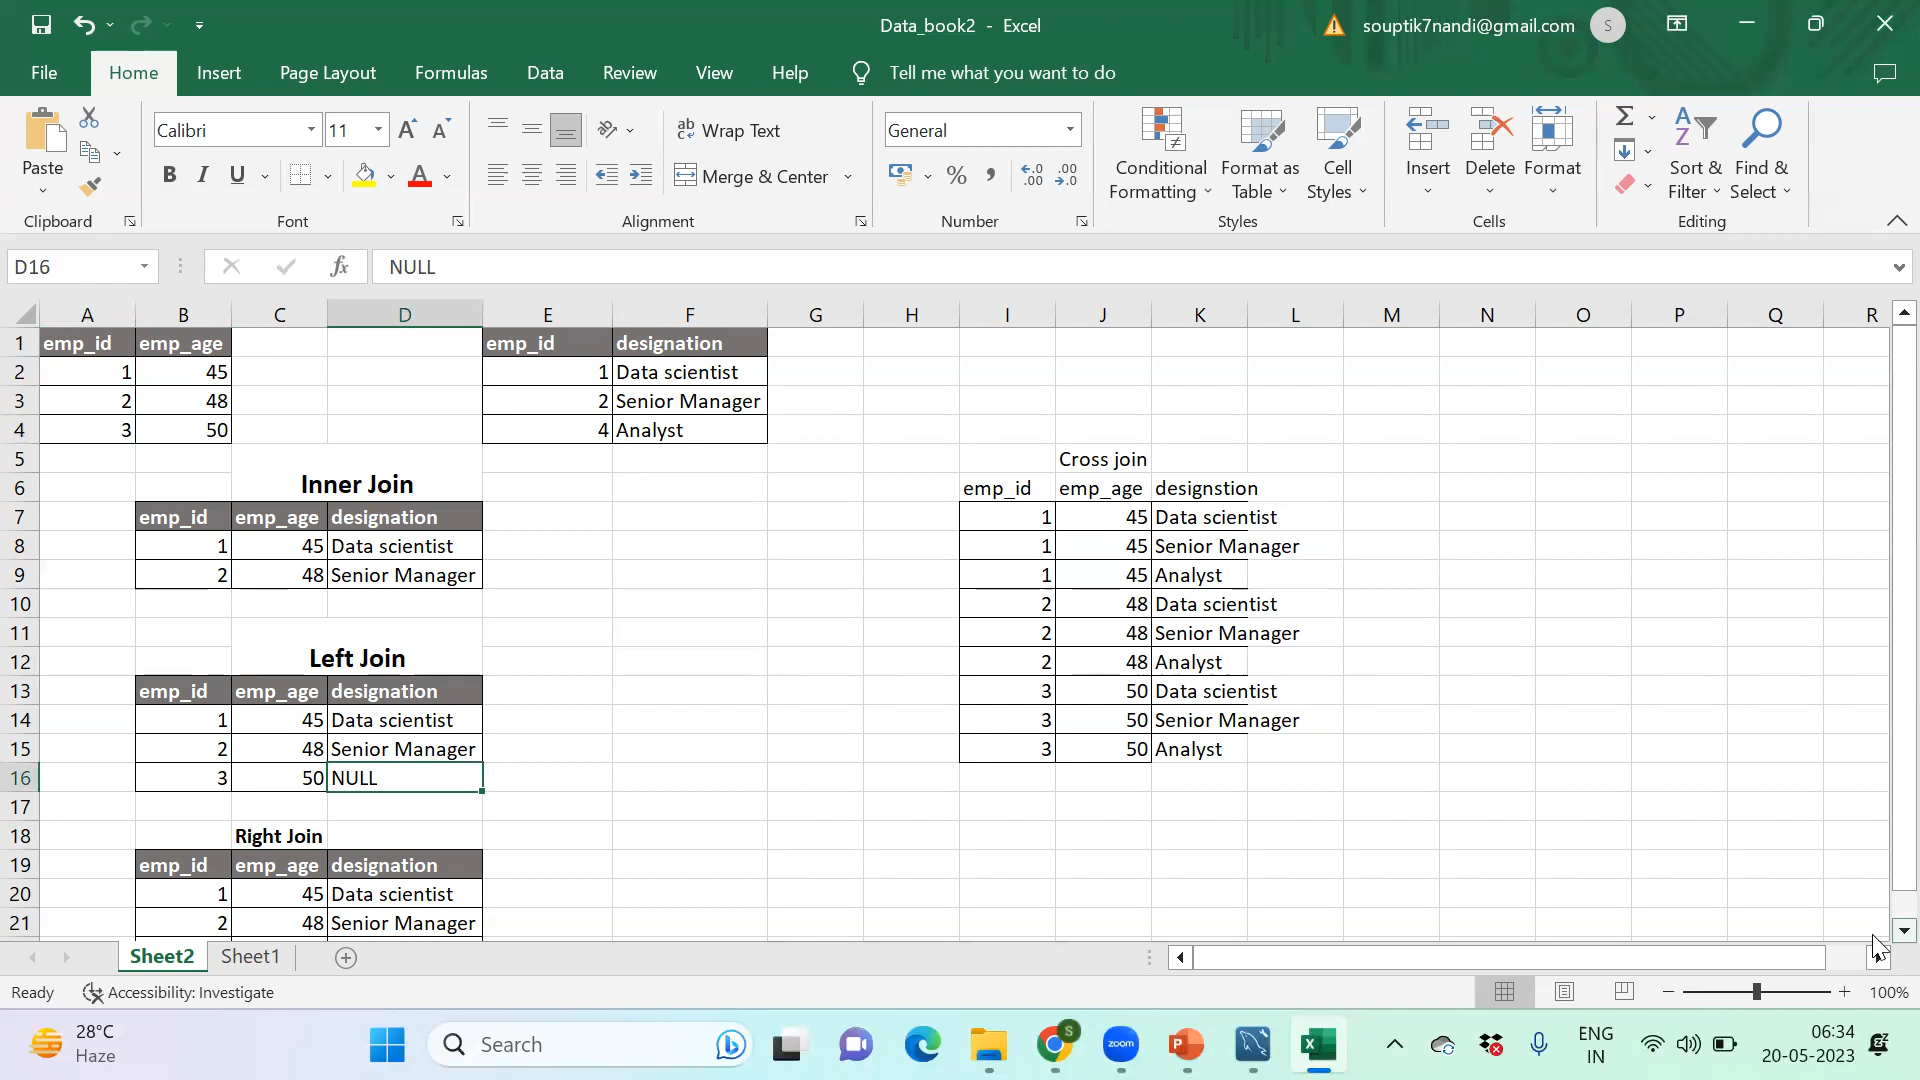 Data_book2 - Excel
souptik7nandi@gmail.com
S
File Home Insert Page Layout Formulas Data Review View Help Tell me what you want to do
Paste
Clipboard
Calibri 11
B I U
Font
Wrap Text
Merge & Center
Alignment
General
Number
Conditional Formatting
Format as Table
Cell Styles
Styles
Insert Delete Format
Cells
Sort & Filter
Find & Select
Editing
D16 fx NULL
A B C D E F G H I J K L M N O P Q R
1 emp_id emp_age emp_id designation
2 1 45 1 Data scientist
3 2 48 2 Senior Manager
4 3 50 4 Analyst
5 Cross join
6 Inner Join emp_id emp_age designstion
7 emp_id emp_age designation 1 45 Data scientist
8 1 45 Data scientist 1 45 Senior Manager
9 2 48 Senior Manager 1 45 Analyst
10 2 48 Data scientist
11 2 48 Senior Manager
12 Left Join 2 48 Analyst
13 emp_id emp_age designation 3 50 Data scientist
14 1 45 Data scientist 3 50 Senior Manager
15 2 48 Senior Manager 3 50 Analyst
16 3 50 NULL
17
18 Right Join
19 emp_id emp_age designation
20 1 45 Data scientist
21 2 48 Senior Manager
Sheet2 Sheet1
Ready Accessibility: Investigate 100%
28°C
Haze
Search
zoom
S
ENG
IN
06:34
20-05-2023